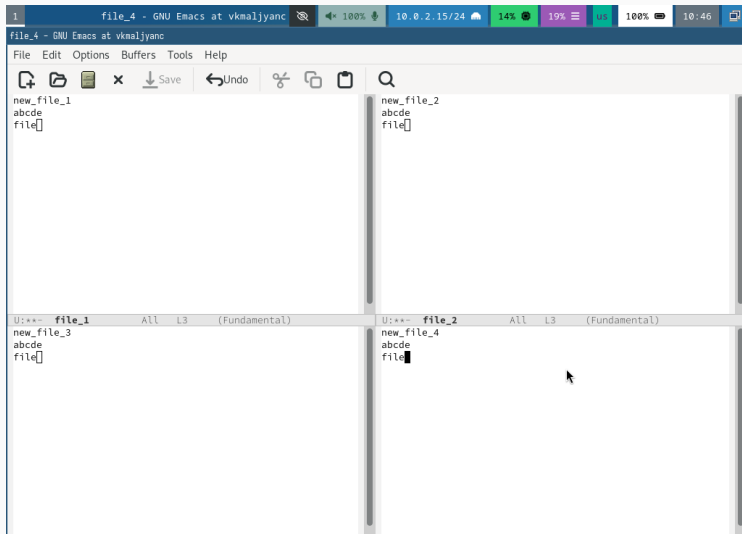 1 file_4 - GNU Emacs at vkmaljyanc 100% 10.0.2.15/24 14% 19% us 100% 10:46
file_4 - GNU Emacs at vkmaljyanc
File Edit Options Buffers Tools Help
Save Undo
new_file_1
abcde
file
new_file_2
abcde
file
U:**- file_1 All L3 (Fundamental)
U:**- file_2 All L3 (Fundamental)
new_file_3
abcde
file
new_file_4
abcde
file